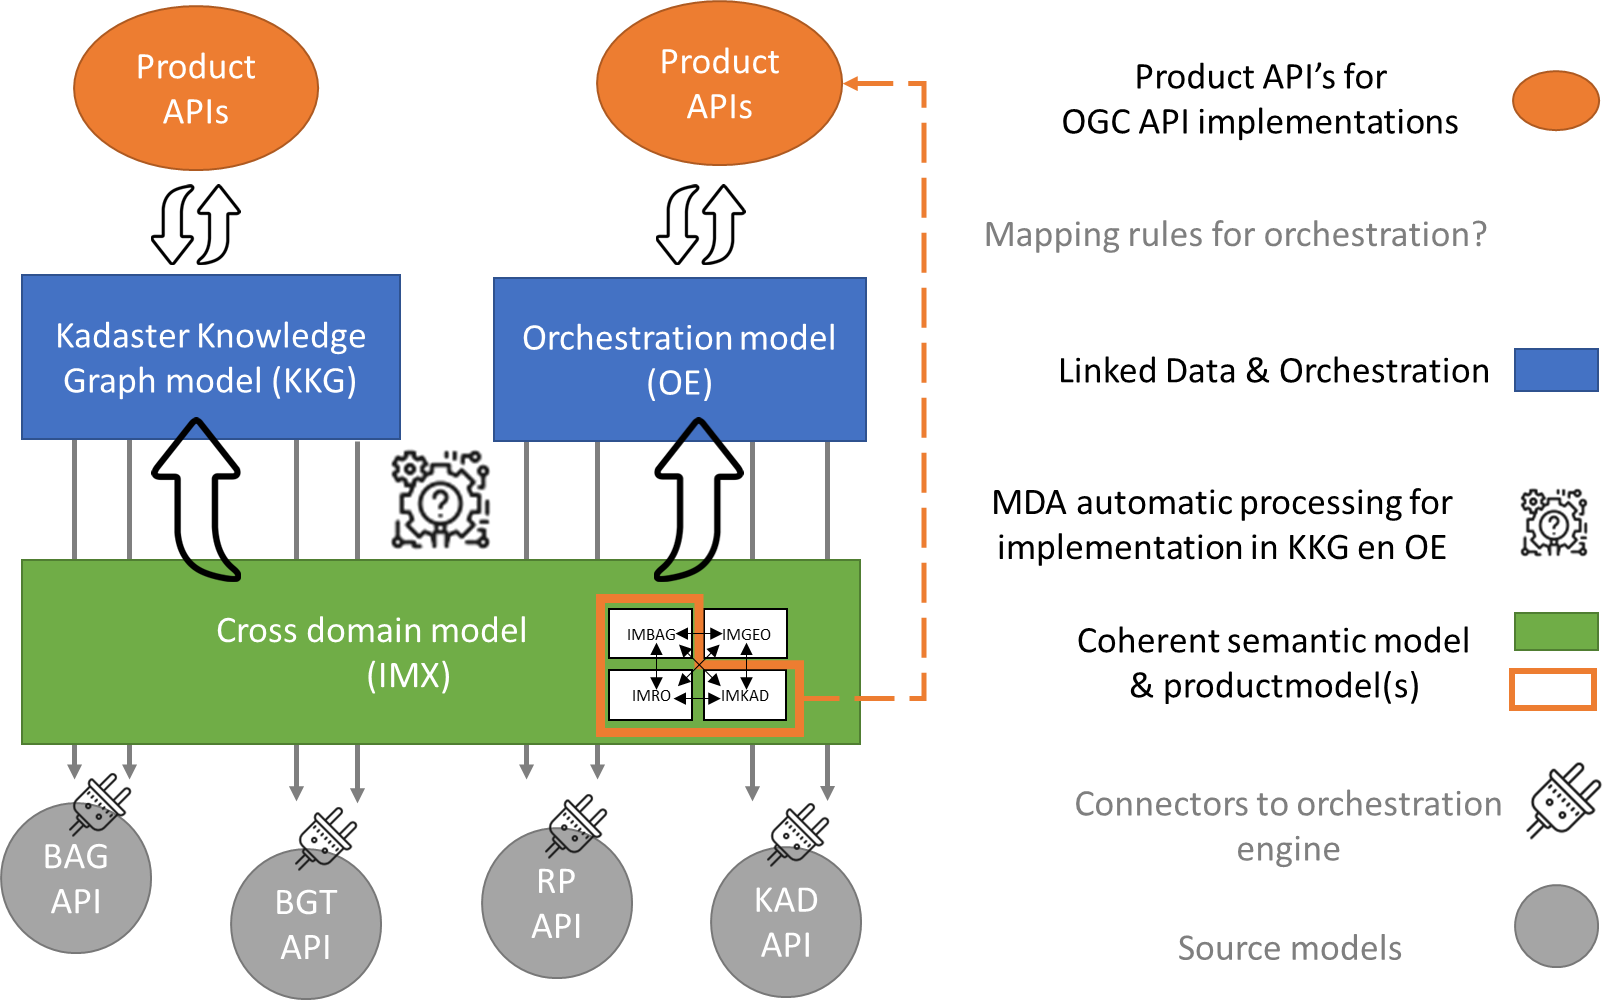 Product
APIs
Product
APIs
Product API's for
OGC API implementations
Mapping rules for orchestration?
Kadaster Knowledge
Graph model (KKG)
Orchestration model
(OE)
Linked Data & Orchestration
?
MDA automatic processing for
implementation in KKG en OE
?
Cross domain model
(IMX)
IMBAG
IMGEO
IMRO
IMKAD
Coherent semantic model
& productmodel(s)
Connectors to orchestration
engine
BAG
API
BGT
API
RP
API
KAD
API
Source models